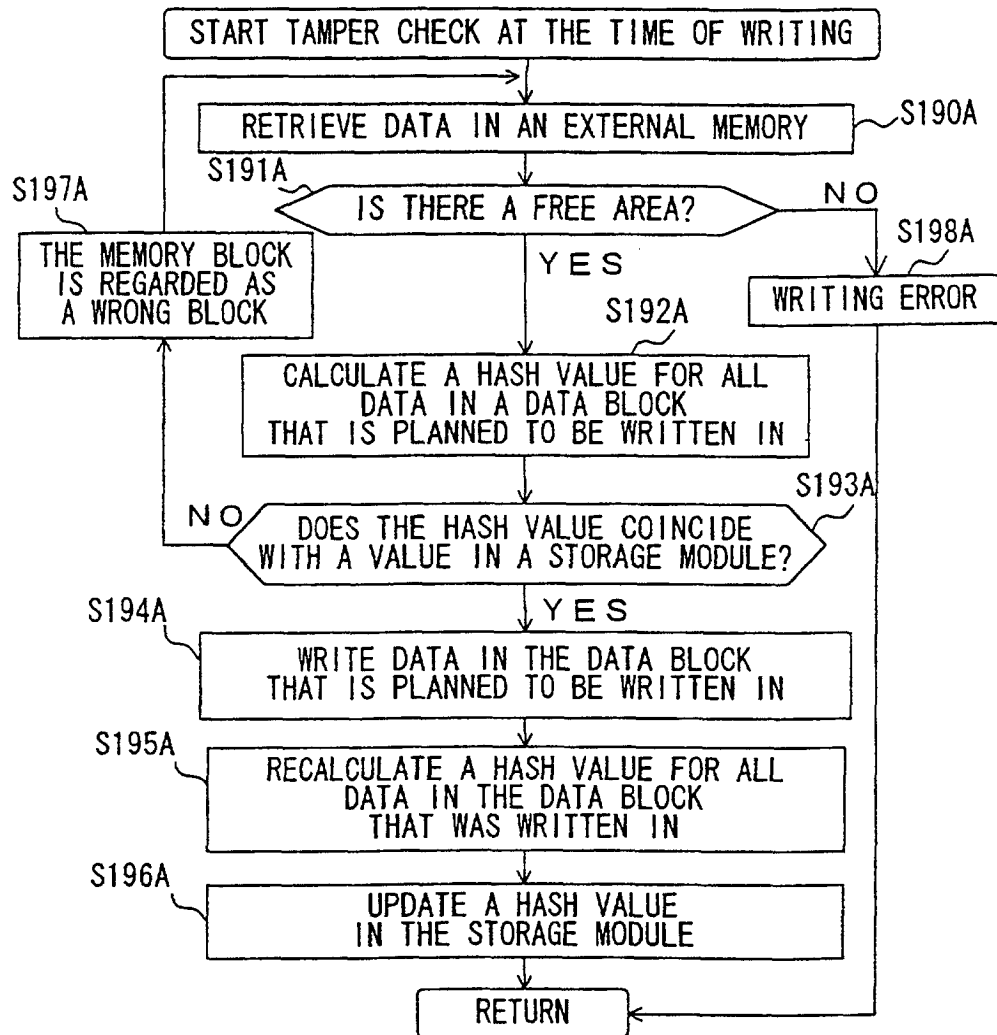 START TAMPER CHECK AT THE TIME OF WRITING
RETRIEVE DATA IN AN EXTERNAL MEMORY
S190A
S191A
IS THERE A FREE AREA?
NO
YES
S197A
THE MEMORY BLOCK
IS REGARDED AS
A WRONG BLOCK
S198A
WRITING ERROR
S192A
CALCULATE A HASH VALUE FOR ALL
DATA IN A DATA BLOCK
THAT IS PLANNED TO BE WRITTEN IN
S193A
NO
DOES THE HASH VALUE COINCIDE
WITH A VALUE IN A STORAGE MODULE?
YES
S194A
WRITE DATA IN THE DATA BLOCK
THAT IS PLANNED TO BE WRITTEN IN
S195A
RECALCULATE A HASH VALUE FOR ALL
DATA IN THE DATA BLOCK
THAT WAS WRITTEN IN
S196A
UPDATE A HASH VALUE
IN THE STORAGE MODULE
RETURN